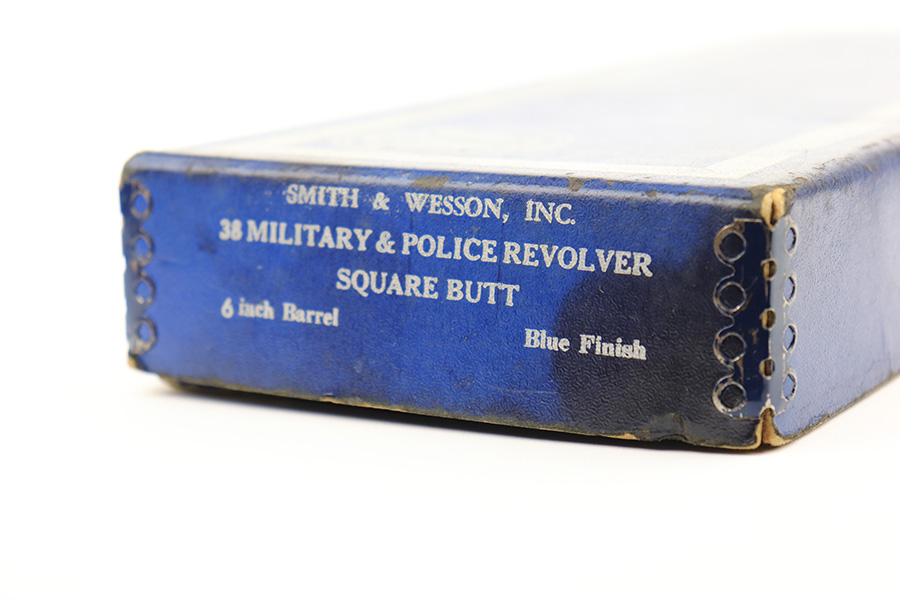 SMITH & WESSON, INC.
38 MILITARY & POLICE REVOLVER
SQUARE BUTT
6 inch Barrel
Blue Finish